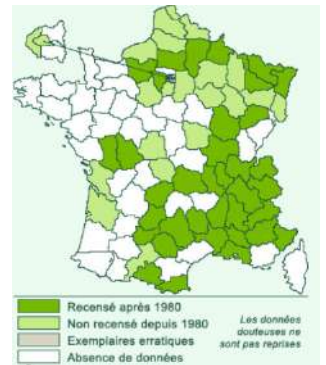 Recensé après 1980
Non recensé depuis 1980
Exemplaires erratiques
Absence de données
Les données
douteuses ne
sont pas reprises